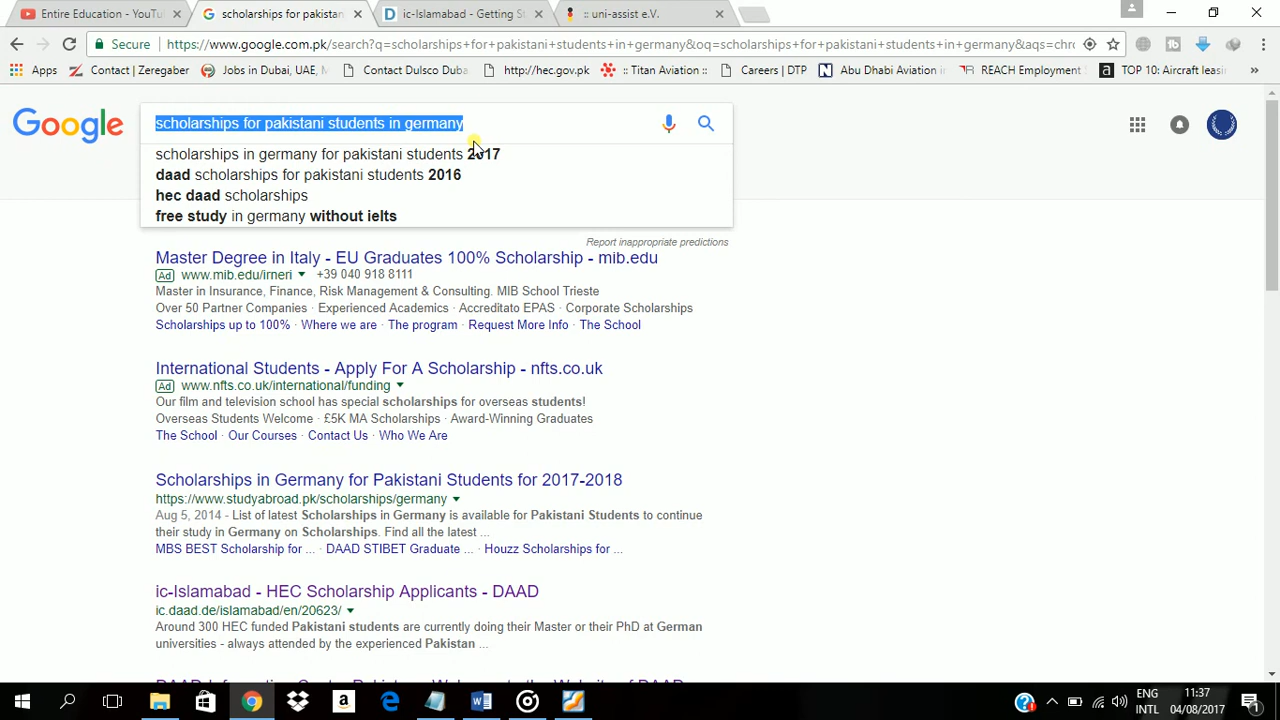 Entire Education - YouTu
scholarships for pakistan
ic-Islamabad - Getting St
:: uni-assist e.V.
Secure
https://www.google.com.pk/search?q=scholarships+for+pakistani+students+in+germany&oq=scholarships+for+pakistani+students+in+germany&aqs=chro
Apps
Contact | Zeregaber
Jobs in Dubai, UAE, M
Contact Dulsco Duba
http://hec.gov.pk
:: Titan Aviation ::
Careers | DTP
Abu Dhabi Aviation i
REACH Employment S
TOP 10: Aircraft leasi
Google
scholarships for pakistani students in germany
scholarships in germany for pakistani students 2017
daad scholarships for pakistani students 2016
hec daad scholarships
free study in germany without ielts
Report inappropriate predictions
Master Degree in Italy - EU Graduates 100% Scholarship - mib.edu
Ad www.mib.edu/irneri +39 040 918 8111
Master in Insurance, Finance, Risk Management & Consulting. MIB School Trieste
Over 50 Partner Companies · Experienced Academics · Accreditato EPAS · Corporate Scholarships
Scholarships up to 100% · Where we are · The program · Request More Info · The School
International Students - Apply For A Scholarship - nfts.co.uk
Ad www.nfts.co.uk/international/funding
Our film and television school has special scholarships for overseas students!
Overseas Students Welcome · £5K MA Scholarships · Award-Winning Graduates
The School · Our Courses · Contact Us · Who We Are
Scholarships in Germany for Pakistani Students for 2017-2018
https://www.studyabroad.pk/scholarships/germany
Aug 5, 2014 - List of latest Scholarships in Germany is available for Pakistani Students to continue
their study in Germany on Scholarships. Find all the latest ...
MBS BEST Scholarship for ... · DAAD STIBET Graduate ... · Houzz Scholarships for ...
ic-Islamabad - HEC Scholarship Applicants - DAAD
ic.daad.de/islamabad/en/20623/
Around 300 HEC funded Pakistani students are currently doing their Master or their PhD at German
universities - always attended by the experienced Pakistan ...
DAAD Information Center Pakistan - Welcome to the Website of DAAD
ENG
INTL
11:37
04/08/2017